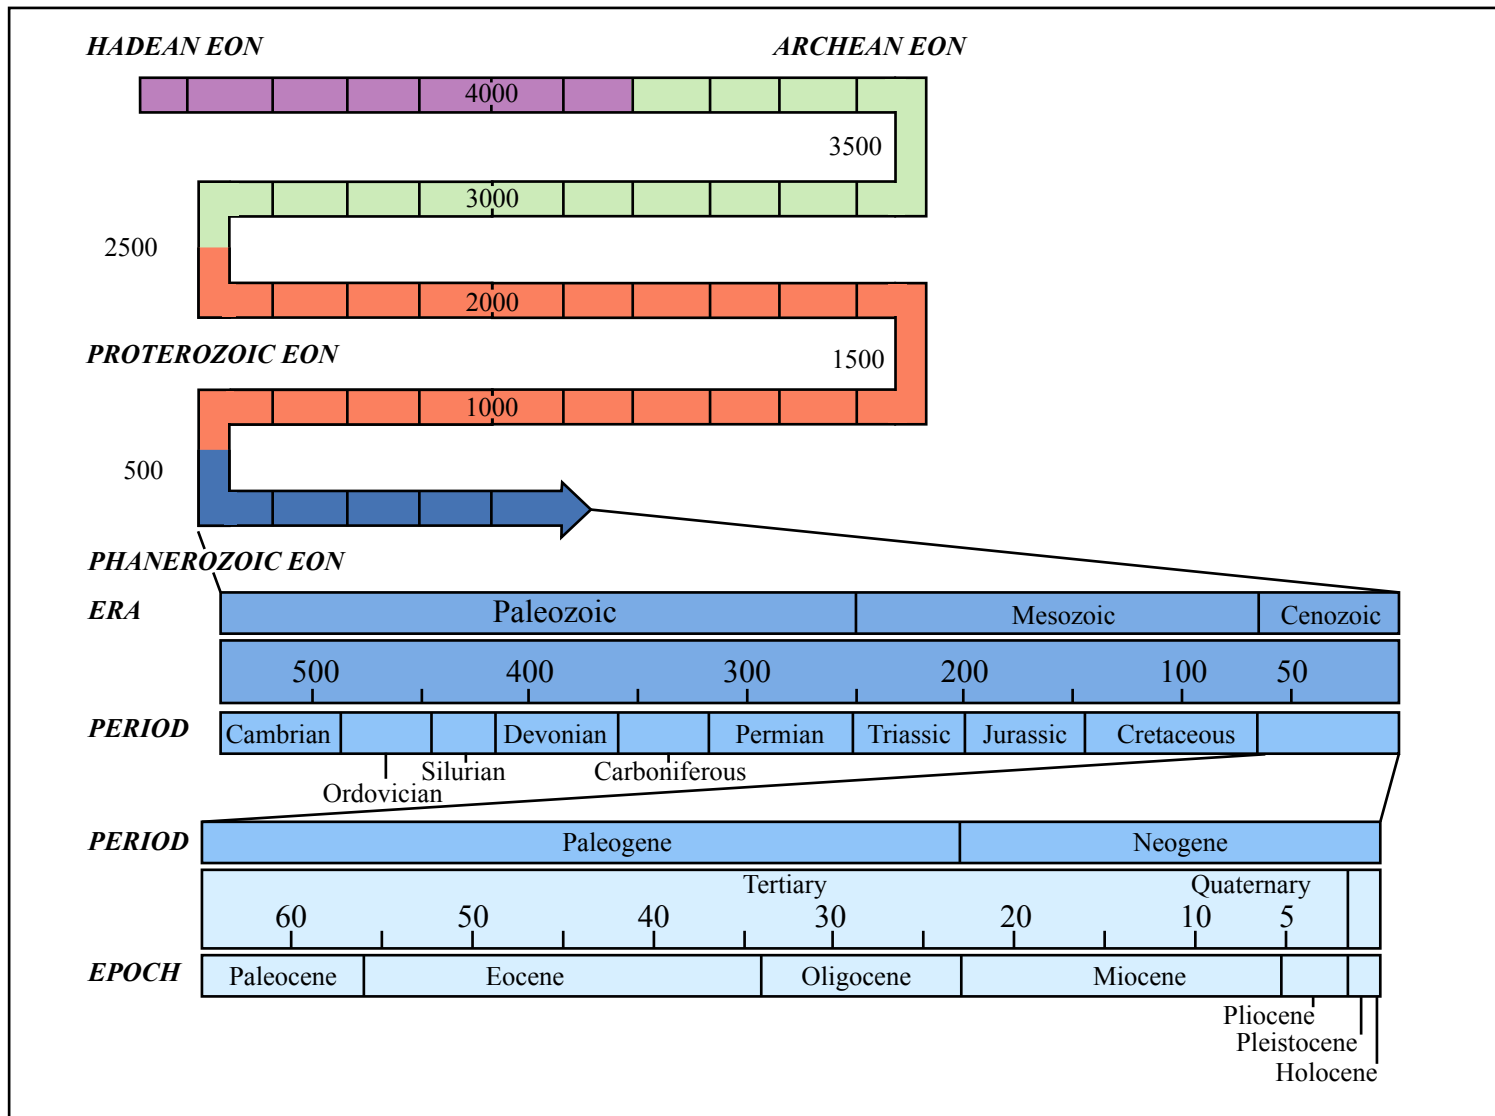 HADEAN EON
ARCHEAN EON
4000
3500
3000
2500
2000
PROTEROZOIC EON
1500
1000
500
PHANEROZOIC EON
ERA
Paleozoic
Mesozoic
Cenozoic
500
400
300
200
100
50
PERIOD
Cambrian
Devonian
Permian
Triassic
Jurassic
Cretaceous
Silurian
Carboniferous
Ordovician
PERIOD
Paleogene
Neogene
Tertiary
Quaternary
60
50
40
30
20
10
5
EPOCH
Paleocene
Eocene
Oligocene
Miocene
Pliocene
Pleistocene
Holocene